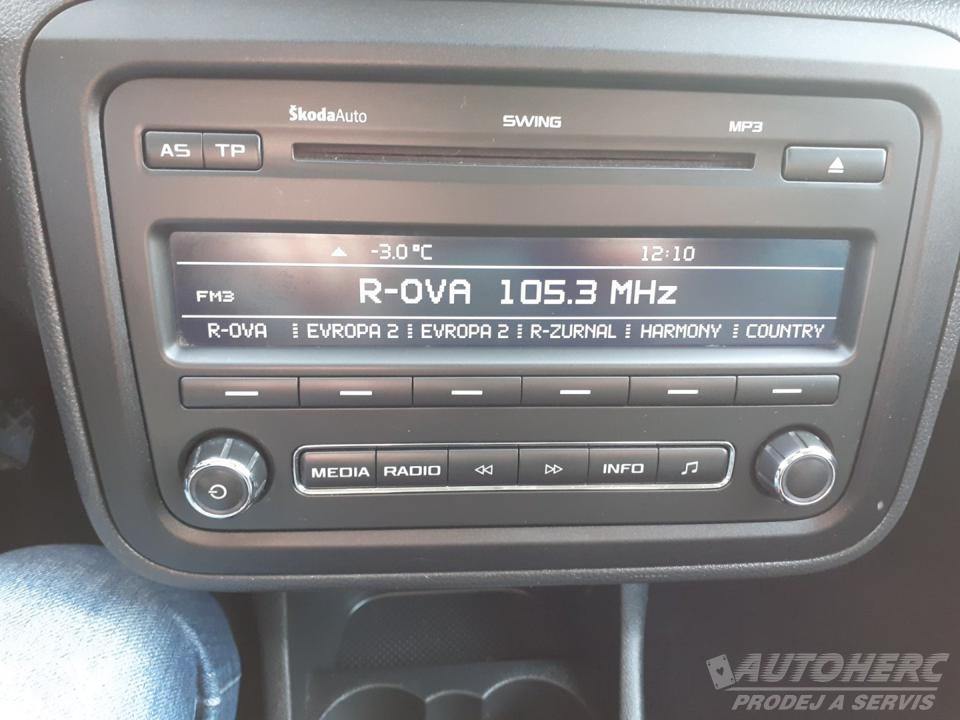 ŠkodaAuto SWING MP3
AS TP
-3.0°C 12:10
FM3 R-OVA 105.3 MHz
R-OVA EVROPA 2 EVROPA 2 R-ZURNAL HARMONY COUNTRY
MEDIA RADIO INFO
AUTOHERC
PRODEJ A SERVIS